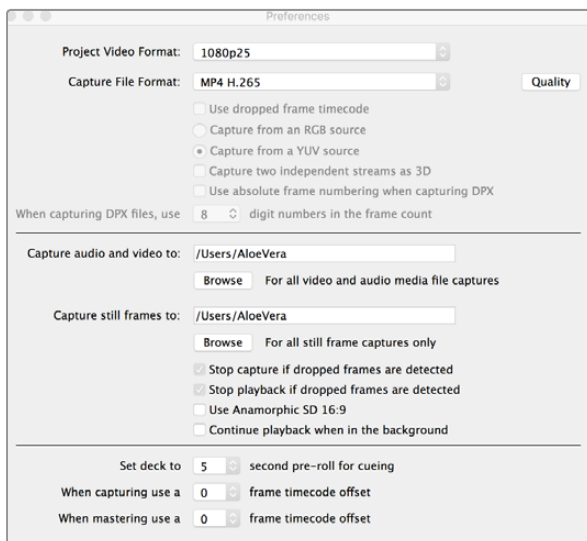 Preferences
Project Video Format: 1080p25
Capture File Format: MP4 H.265 Quality
Use dropped frame timecode
Capture from an RGB source
Capture from a YUV source
Capture two independent streams as 3D
Use absolute frame numbering when capturing DPX
When capturing DPX files, use 8 digit numbers in the frame count
Capture audio and video to: /Users/AloeVera
Browse For all video and audio media file captures
Capture still frames to: /Users/AloeVera
Browse For all still frame captures only
Stop capture if dropped frames are detected
Stop playback if dropped frames are detected
Use Anamorphic SD 16:9
Continue playback when in the background
Set deck to 5 second pre-roll for cueing
When capturing use a 0 frame timecode offset
When mastering use a 0 frame timecode offset